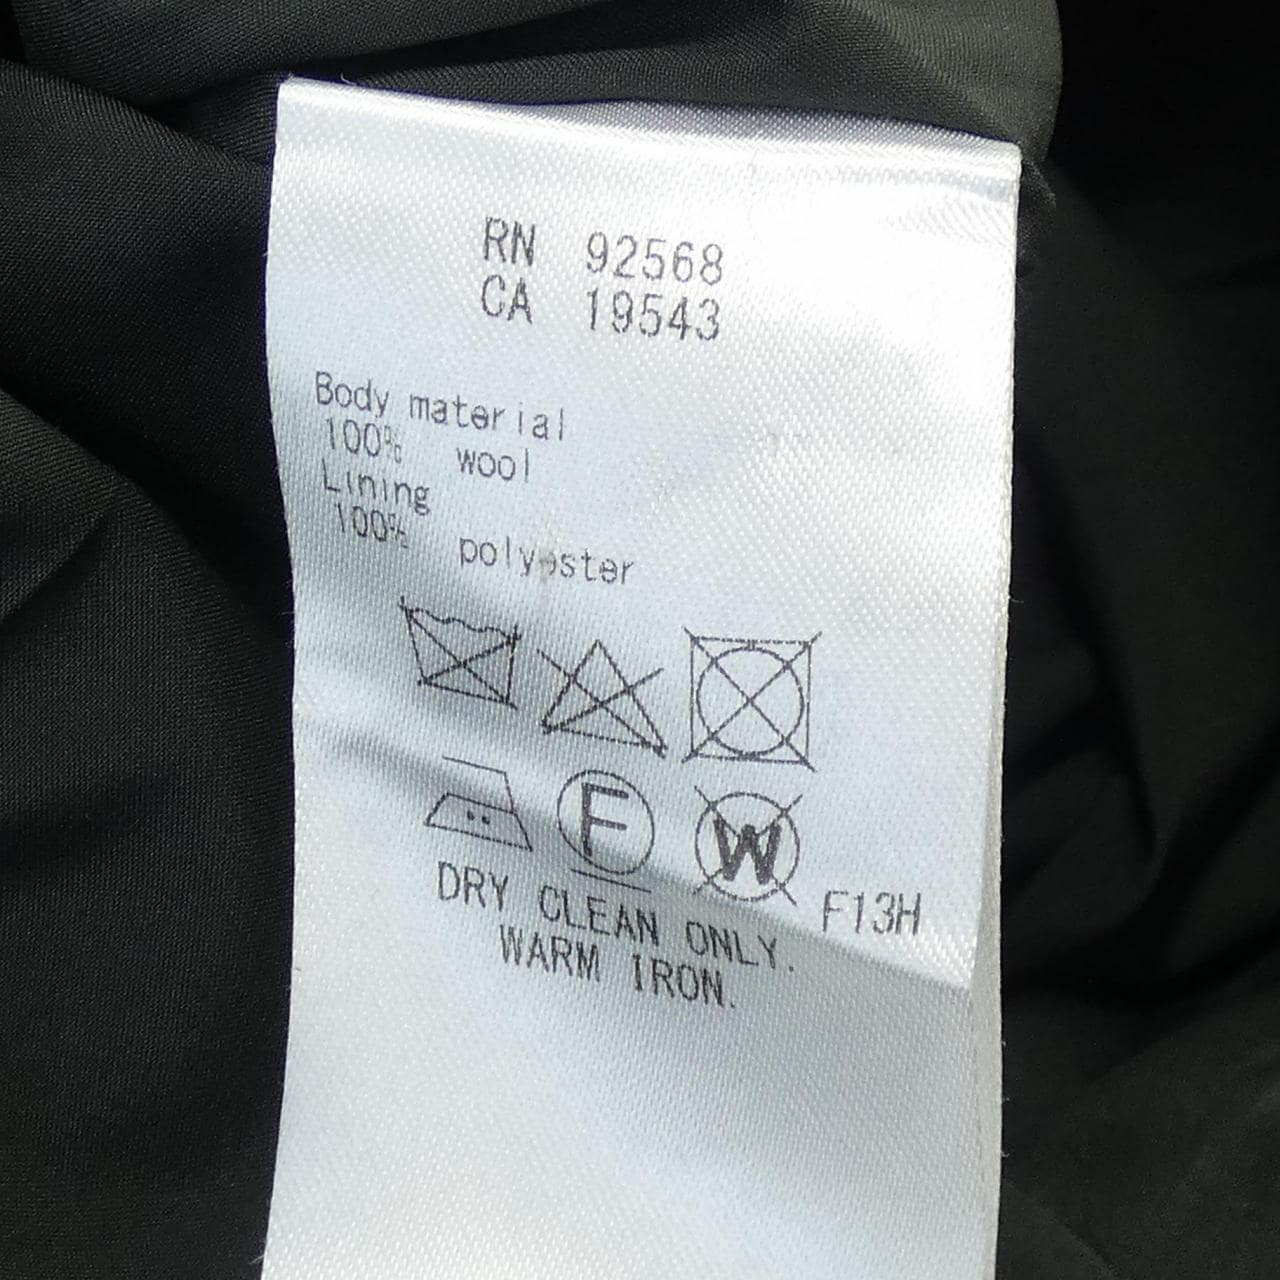 RN 92568
CA 19543
Body material
100% wool
Lining
100% polyester
F W F13H
DRY CLEAN ONLY.
WARM IRON.